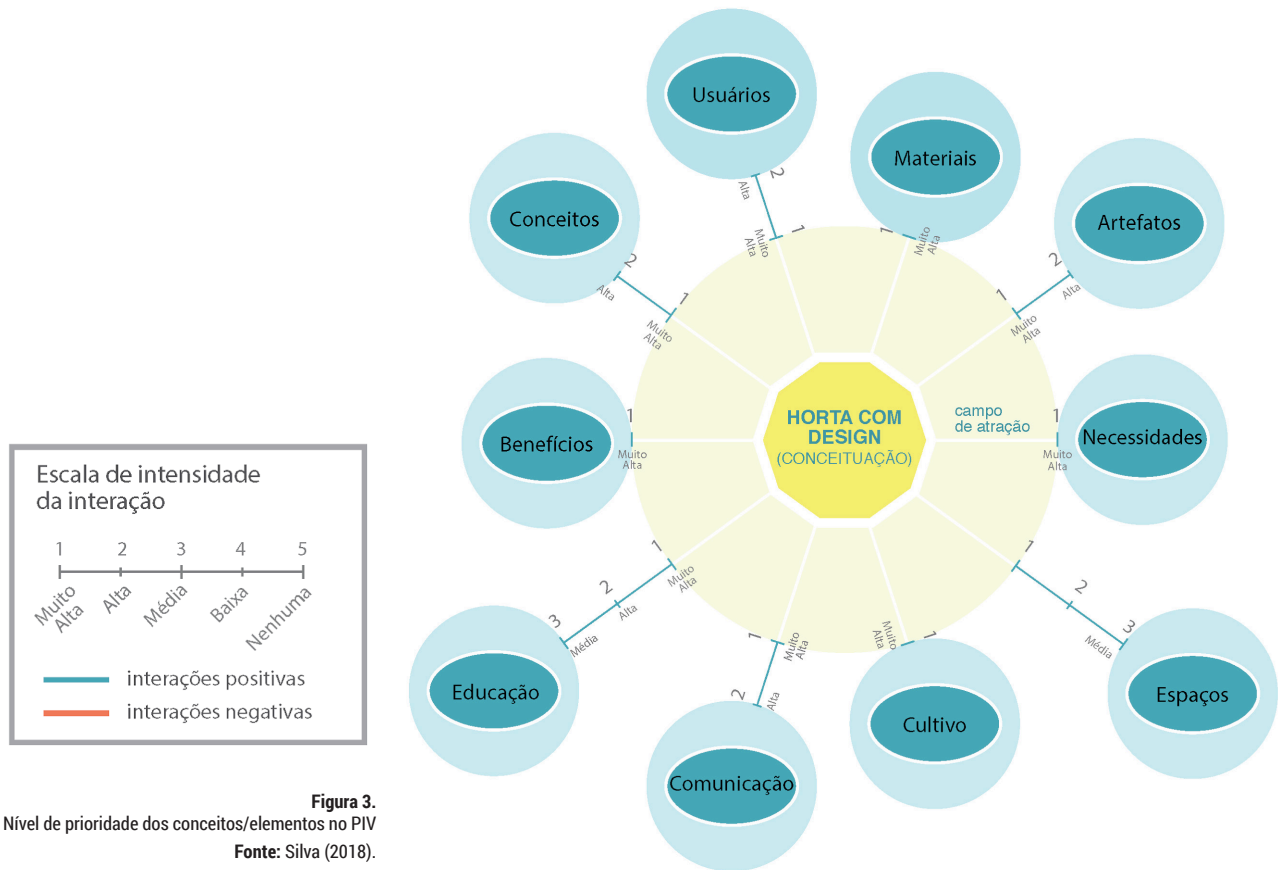 Usuários
2
Alta
Muito
Alta
1
Materiais
1
Muito
Alta
Artefatos
2
Alta
1
Muito
Alta
Conceitos
2
Alta
1
Muito
Alta
Benefícios
1
Muito
Alta
HORTA COM
DESIGN
(CONCEITUAÇÃO)
campo
de atração
1
Muito
Alta
Necessidades
Escala de intensidade
da interação
1 2 3 4 5
Muito
Alta
Alta
Média
Baixa
Nenhuma
interações positivas
interações negativas
Educação
3
Média
2
Alta
1
Muito
Alta
Comunicação
2
Alta
1
Muito
Alta
Cultivo
Muito
Alta
1
Espaços
1
2
3
Média
Figura 3.
Nível de prioridade dos conceitos/elementos no PIV
Fonte: Silva (2018).